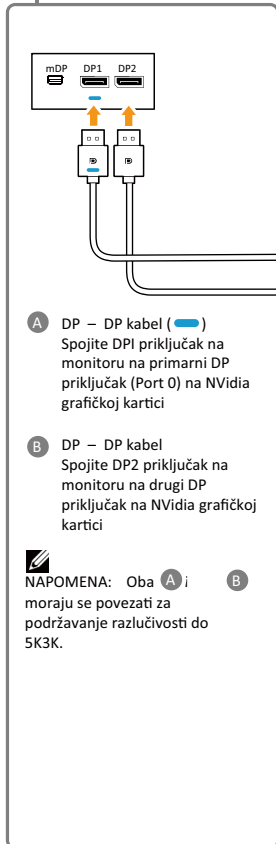 mDP DP1 DP2
A DP – DP kabel ( )
Spojite DPI priključak na
monitoru na primarni DP
priključak (Port 0) na NVidia
grafičkoj kartici
B DP – DP kabel
Spojite DP2 priključak na
monitoru na drugi DP
priključak na NVidia grafičkoj
kartici
NAPOMENA: Oba A i B
moraju se povezati za
podržavanje razlučivosti do
5K3K.